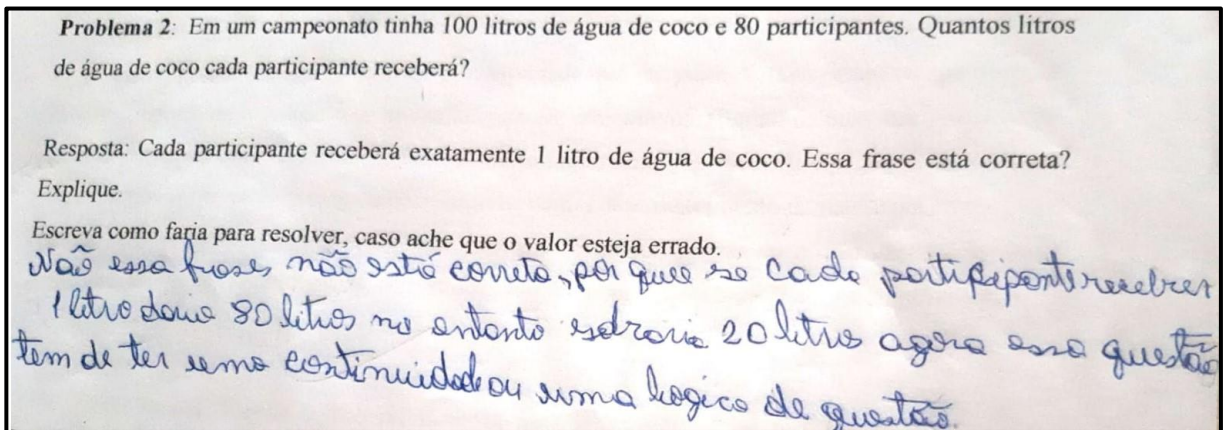 Problema 2: Em um campeonato tinha 100 litros de água de coco e 80 participantes. Quantos litros
de água de coco cada participante receberá?
Resposta: Cada participante receberá exatamente 1 litro de água de coco. Essa frase está correta?
Explique.
Escreva como faria para resolver, caso ache que o valor esteja errado.
Não essa frase, não está correta, por quee se cada partipiponte receber
1 litro daria 80 litros no entanto sobraria 20 litros agora essa questão
tem de ter uma continuidade ou uma logica de questão.